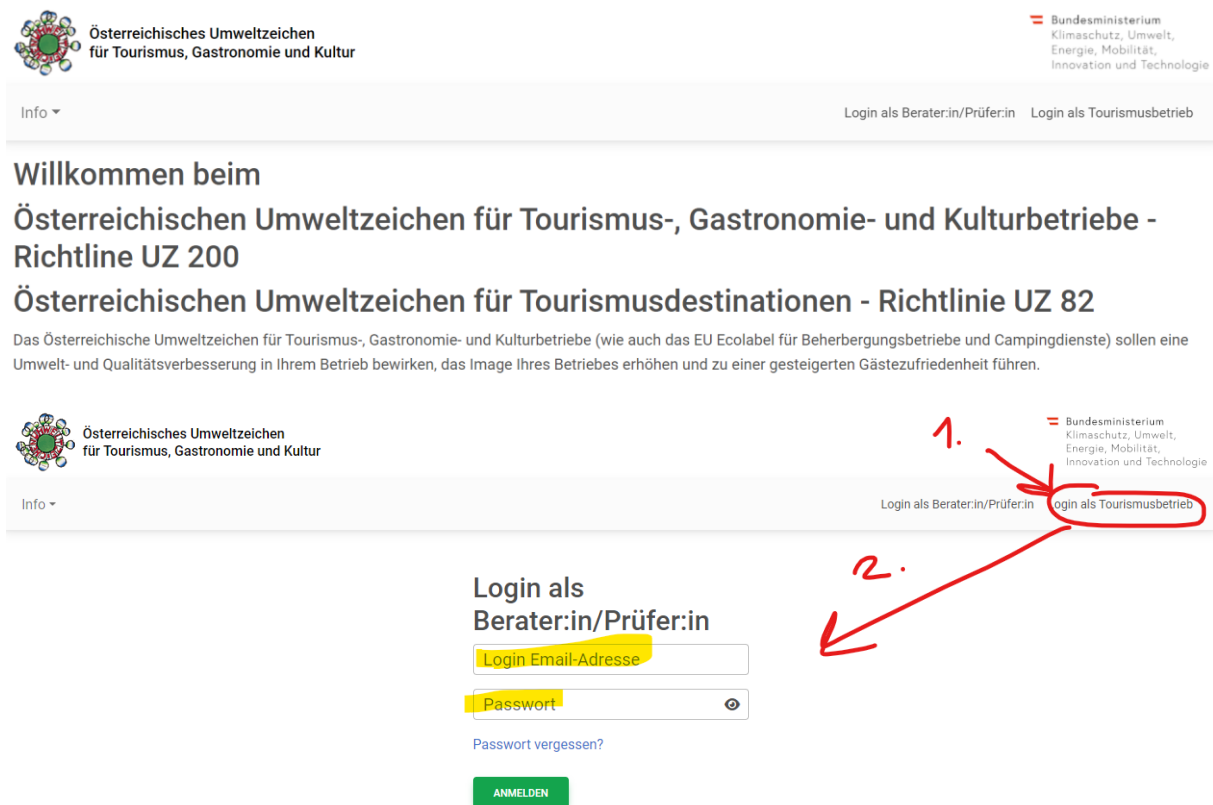 Österreichisches Umweltzeichen
für Tourismus, Gastronomie und Kultur
Bundesministerium
Klimaschutz, Umwelt,
Energie, Mobilität,
Innovation und Technologie
Info
Login als Berater:in/Prüfer:in Login als Tourismusbetrieb
Willkommen beim
Österreichischen Umweltzeichen für Tourismus-, Gastronomie- und Kulturbetriebe -
Richtline UZ 200
Österreichischen Umweltzeichen für Tourismusdestinationen - Richtlinie UZ 82
Das Österreichische Umweltzeichen für Tourismus-, Gastronomie- und Kulturbetriebe (wie auch das EU Ecolabel für Beherbergungsbetriebe und Campingdienste) sollen eine
Umwelt- und Qualitätsverbesserung in Ihrem Betrieb bewirken, das Image Ihres Betriebes erhöhen und zu einer gesteigerten Gästezufriedenheit führen.
Österreichisches Umweltzeichen
für Tourismus, Gastronomie und Kultur
1.
Bundesministerium
Klimaschutz, Umwelt,
Energie, Mobilität,
Innovation und Technologie
Info
Login als Berater:in/Prüfer:in Login als Tourismusbetrieb
2.
Login als
Berater:in/Prüfer:in
Login Email-Adresse
Passwort
Passwort vergessen?
ANMELDEN